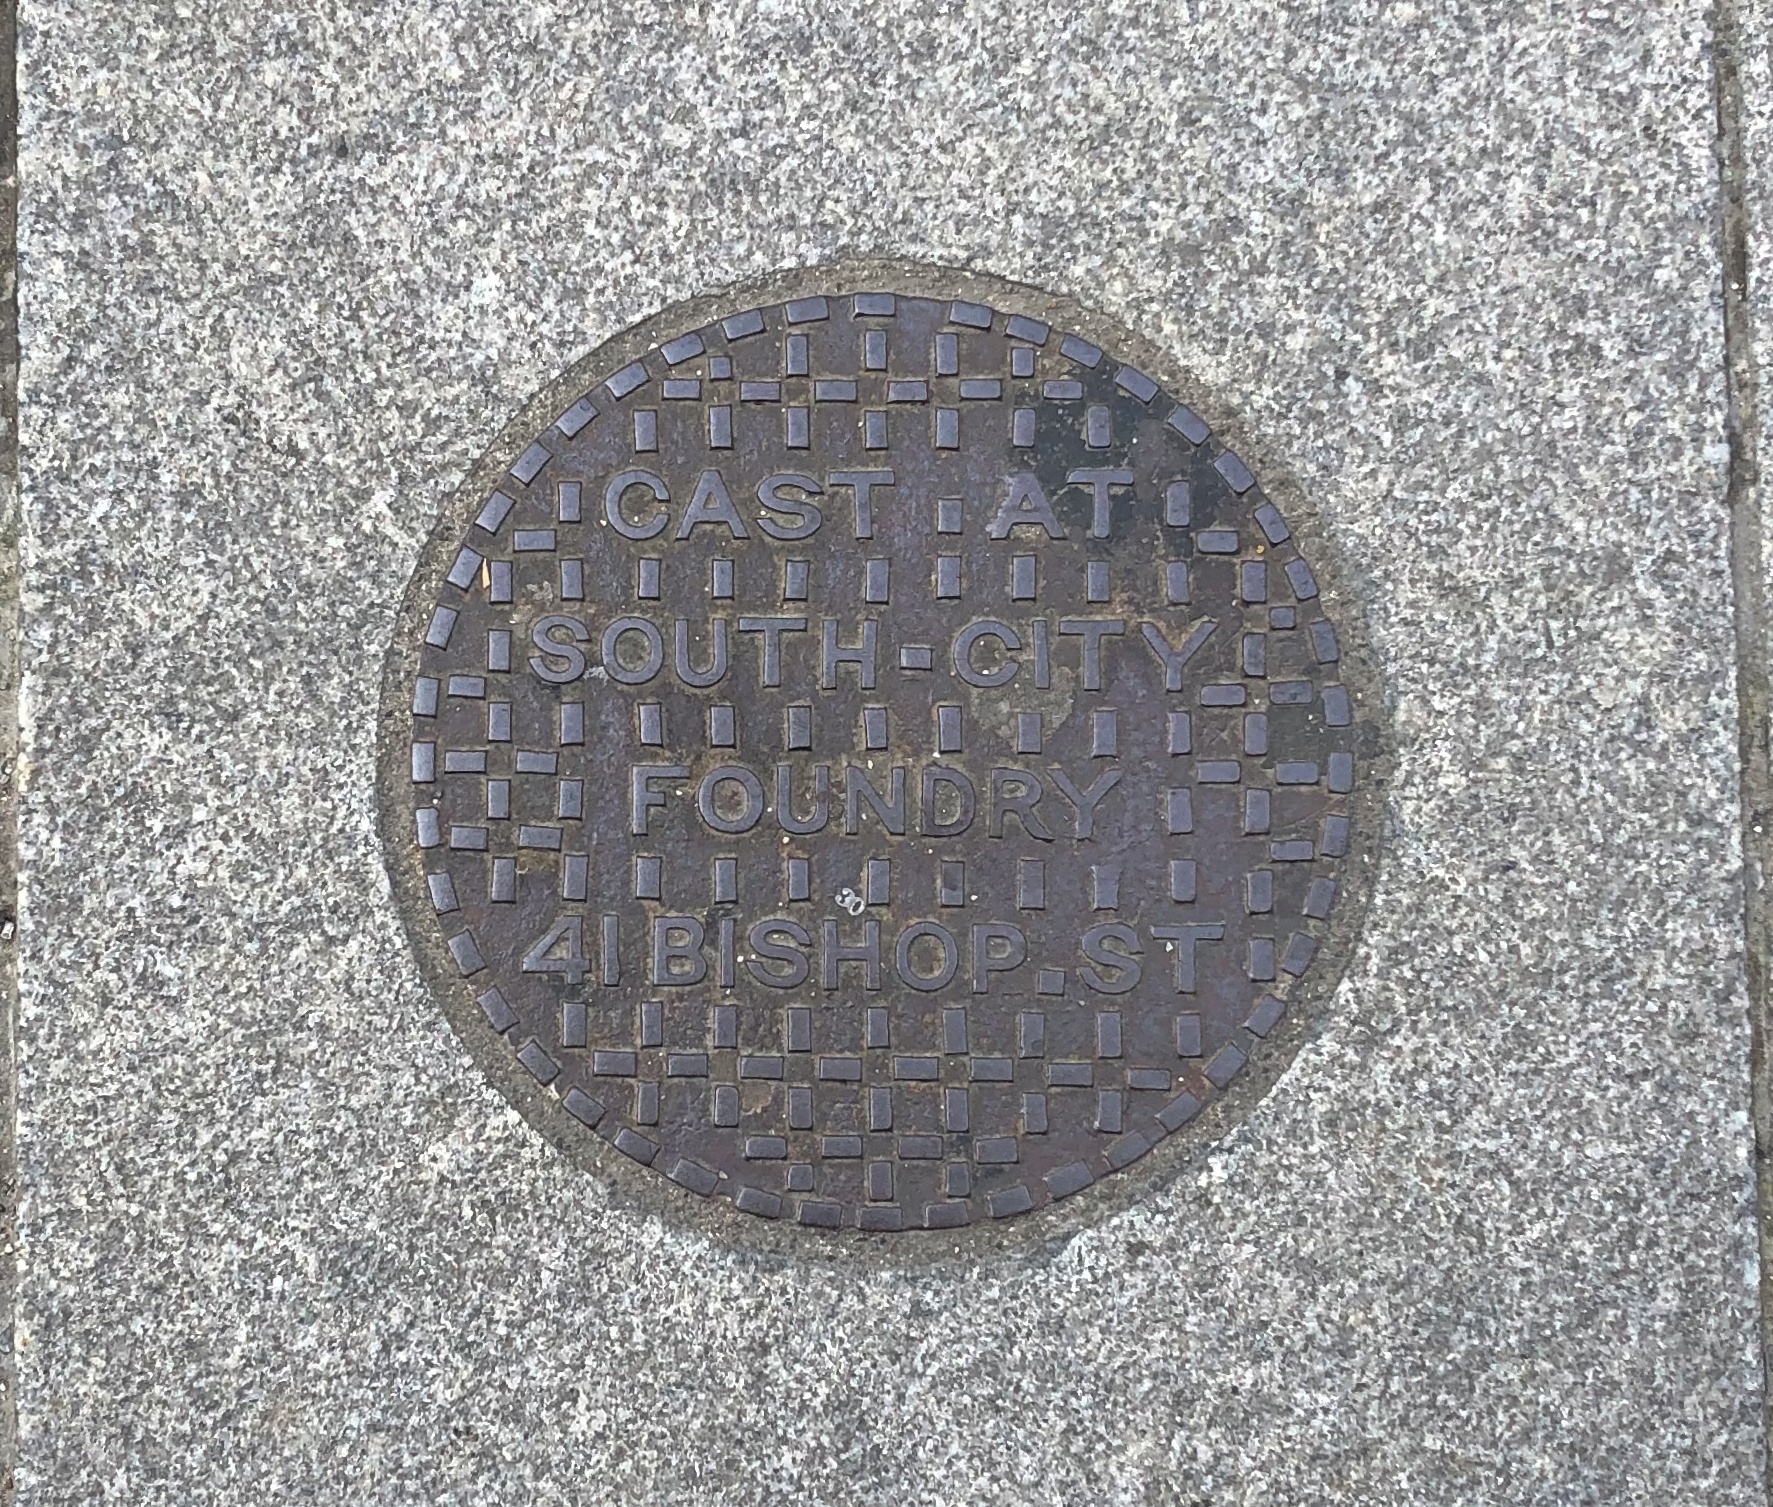 CAST AT
SOUTH-CITY
FOUNDRY
41 BISHOP.ST